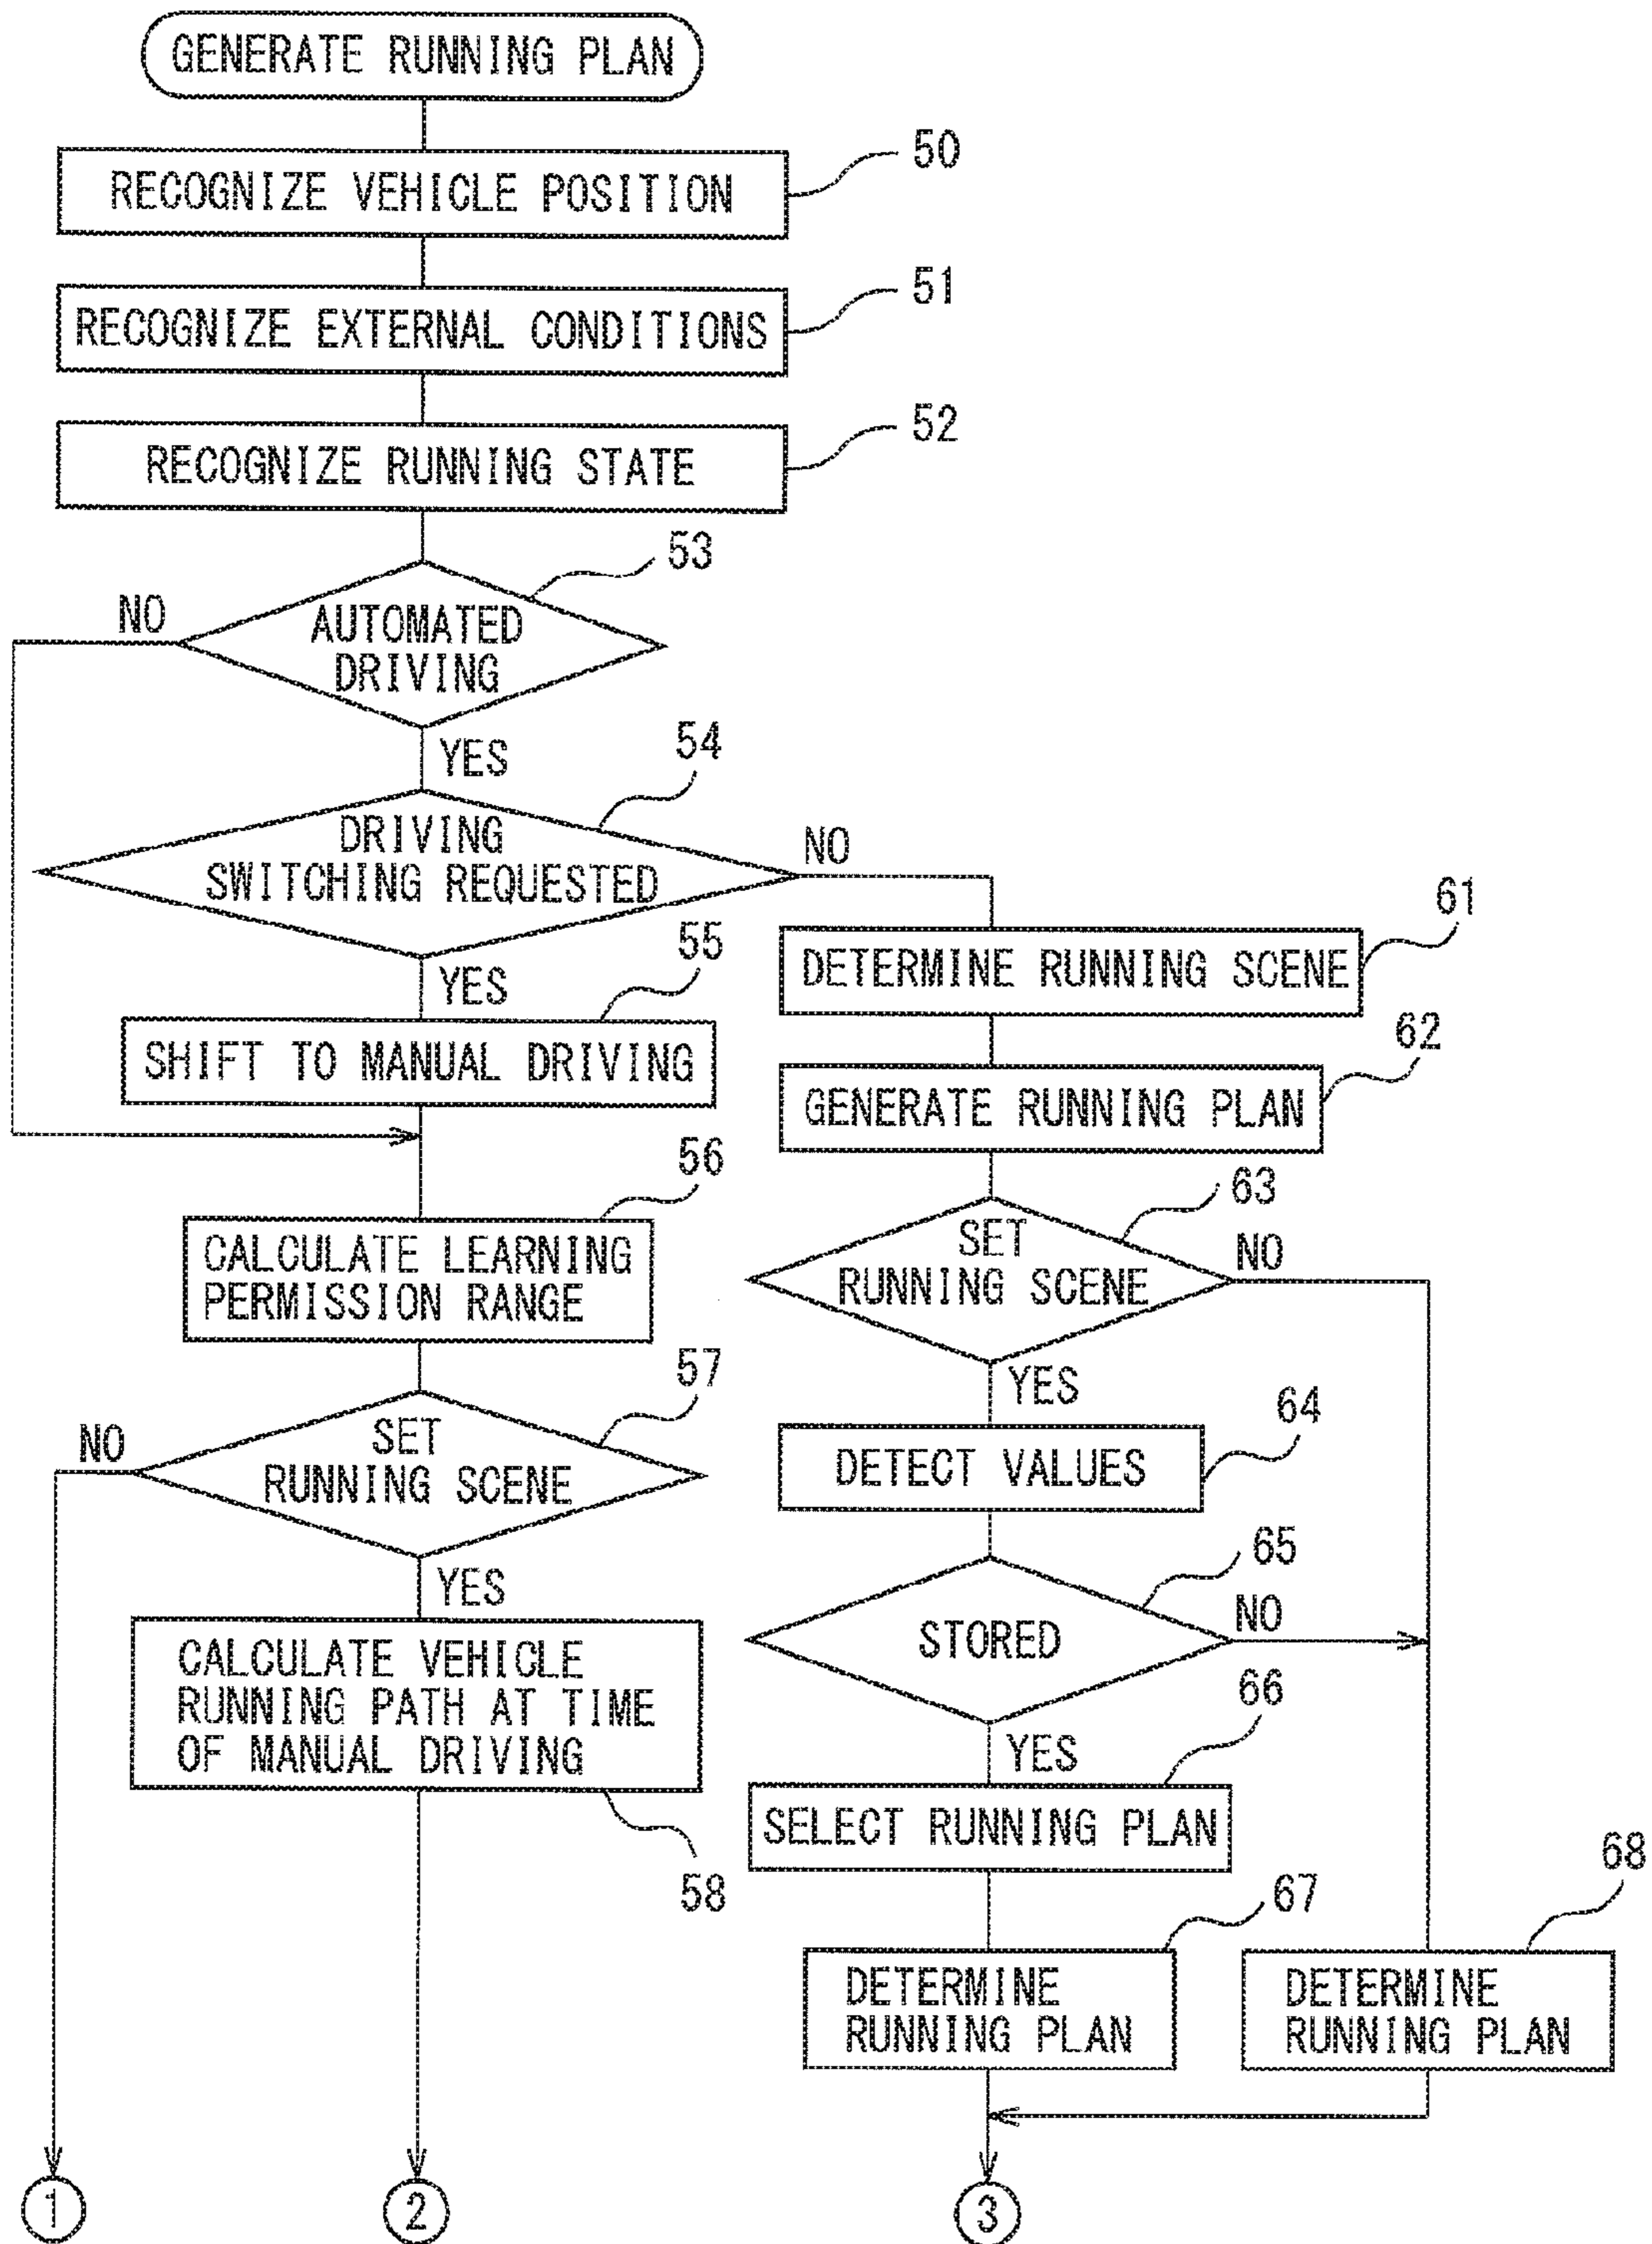 GENERATE RUNNING PLAN
50
RECOGNIZE VEHICLE POSITION
51
RECOGNIZE EXTERNAL CONDITIONS
52
RECOGNIZE RUNNING STATE
53
NO
AUTOMATED
DRIVING
YES
54
DRIVING
SWITCHING REQUESTED
NO
YES
55
SHIFT TO MANUAL DRIVING
56
CALCULATE LEARNING
PERMISSION RANGE
57
NO
SET
RUNNING SCENE
YES
CALCULATE VEHICLE
RUNNING PATH AT TIME
OF MANUAL DRIVING
58
61
DETERMINE RUNNING SCENE
62
GENERATE RUNNING PLAN
63
SET
RUNNING SCENE
NO
YES
64
DETECT VALUES
65
STORED
NO
YES
66
SELECT RUNNING PLAN
67
DETERMINE
RUNNING PLAN
68
DETERMINE
RUNNING PLAN
1
2
3